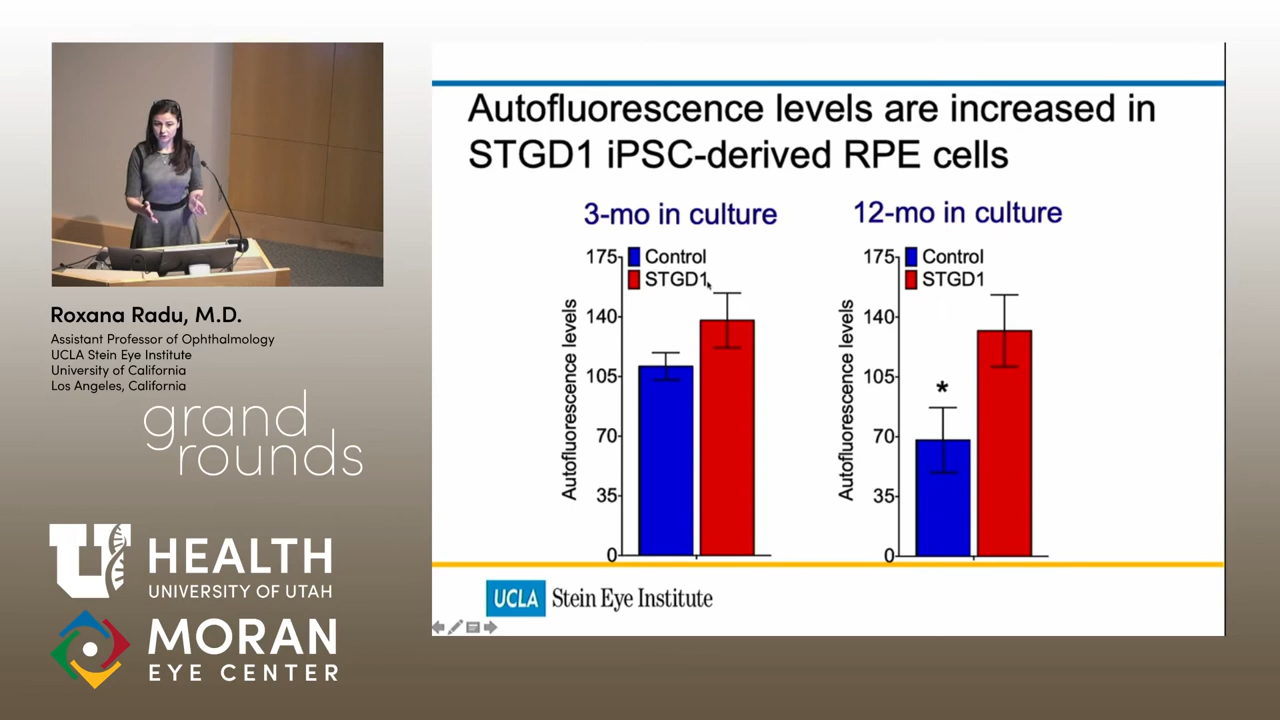 Autofluorescence levels are increased in
STGD1 iPSC-derived RPE cells
3-mo in culture
175
Control
STGD1
140
105
70
35
0
Autofluorescence levels
12-mo in culture
175
Control
STGD1
140
105
*
70
35
0
Autofluorescence levels
UCLA Stein Eye Institute
Roxana Radu, M.D.
Assistant Professor of Ophthalmology
UCLA Stein Eye Institute
University of California
Los Angeles, California
grand
rounds
U HEALTH
UNIVERSITY OF UTAH
MORAN
EYE CENTER